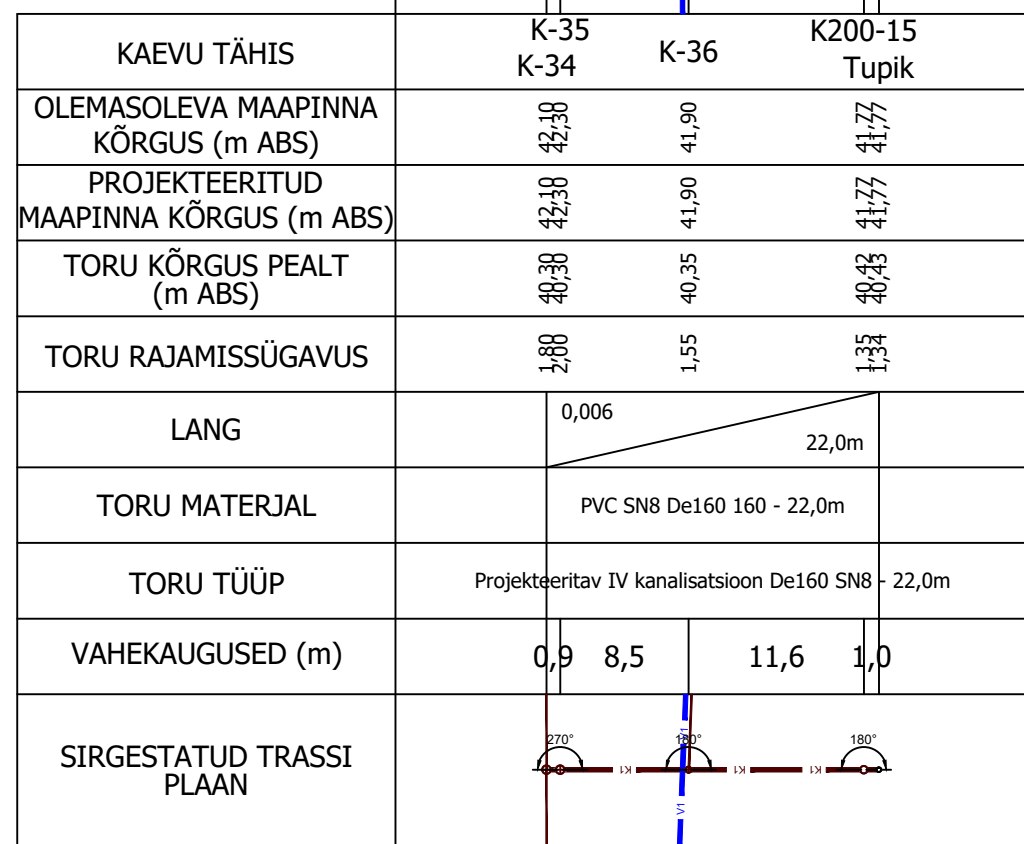 KAEVU TÄHIS
K-35
K-34
K-36
K200-15
Tupik
OLEMASOLEVA MAAPINNA
KÕRGUS (m ABS)
42,10
42,30
41,90
41,77
41,77
PROJEKTEERITUD
MAAPINNA KÕRGUS (m ABS)
42,10
42,30
41,90
41,77
41,77
TORU KÕRGUS PEALT
(m ABS)
40,30
40,30
40,35
40,42
40,43
TORU RAJAMISSÜGAVUS
1,80
2,00
1,55
1,35
1,34
LANG
0,006
22,0m
TORU MATERJAL
PVC SN8 De160 160 - 22,0m
TORU TÜÜP
Projekteeritav IV kanalisatsioon De160 SN8 - 22,0m
VAHEKAUGUSED (m)
0,9
8,5
11,6
1,0
SIRGESTATUD TRASSI
PLAAN
270°
180°
180°
K1
K1
K1
V1
V1